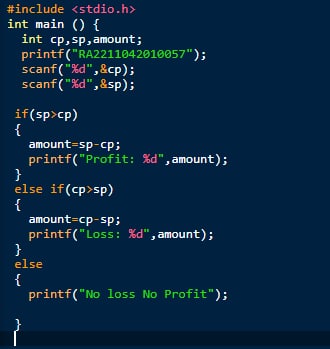 #include <stdio.h>
int main () {
  int cp,sp,amount;
  printf("RA2211042010057");
  scanf("%d",&cp);
  scanf("%d",&sp);

 if(sp>cp)
 {
   amount=sp-cp;
   printf("Profit: %d",amount);
 }
 else if(cp>sp)
 {
   amount=cp-sp;
   printf("Loss: %d",amount);
 }
 else
 {
   printf("No loss No Profit");

 }